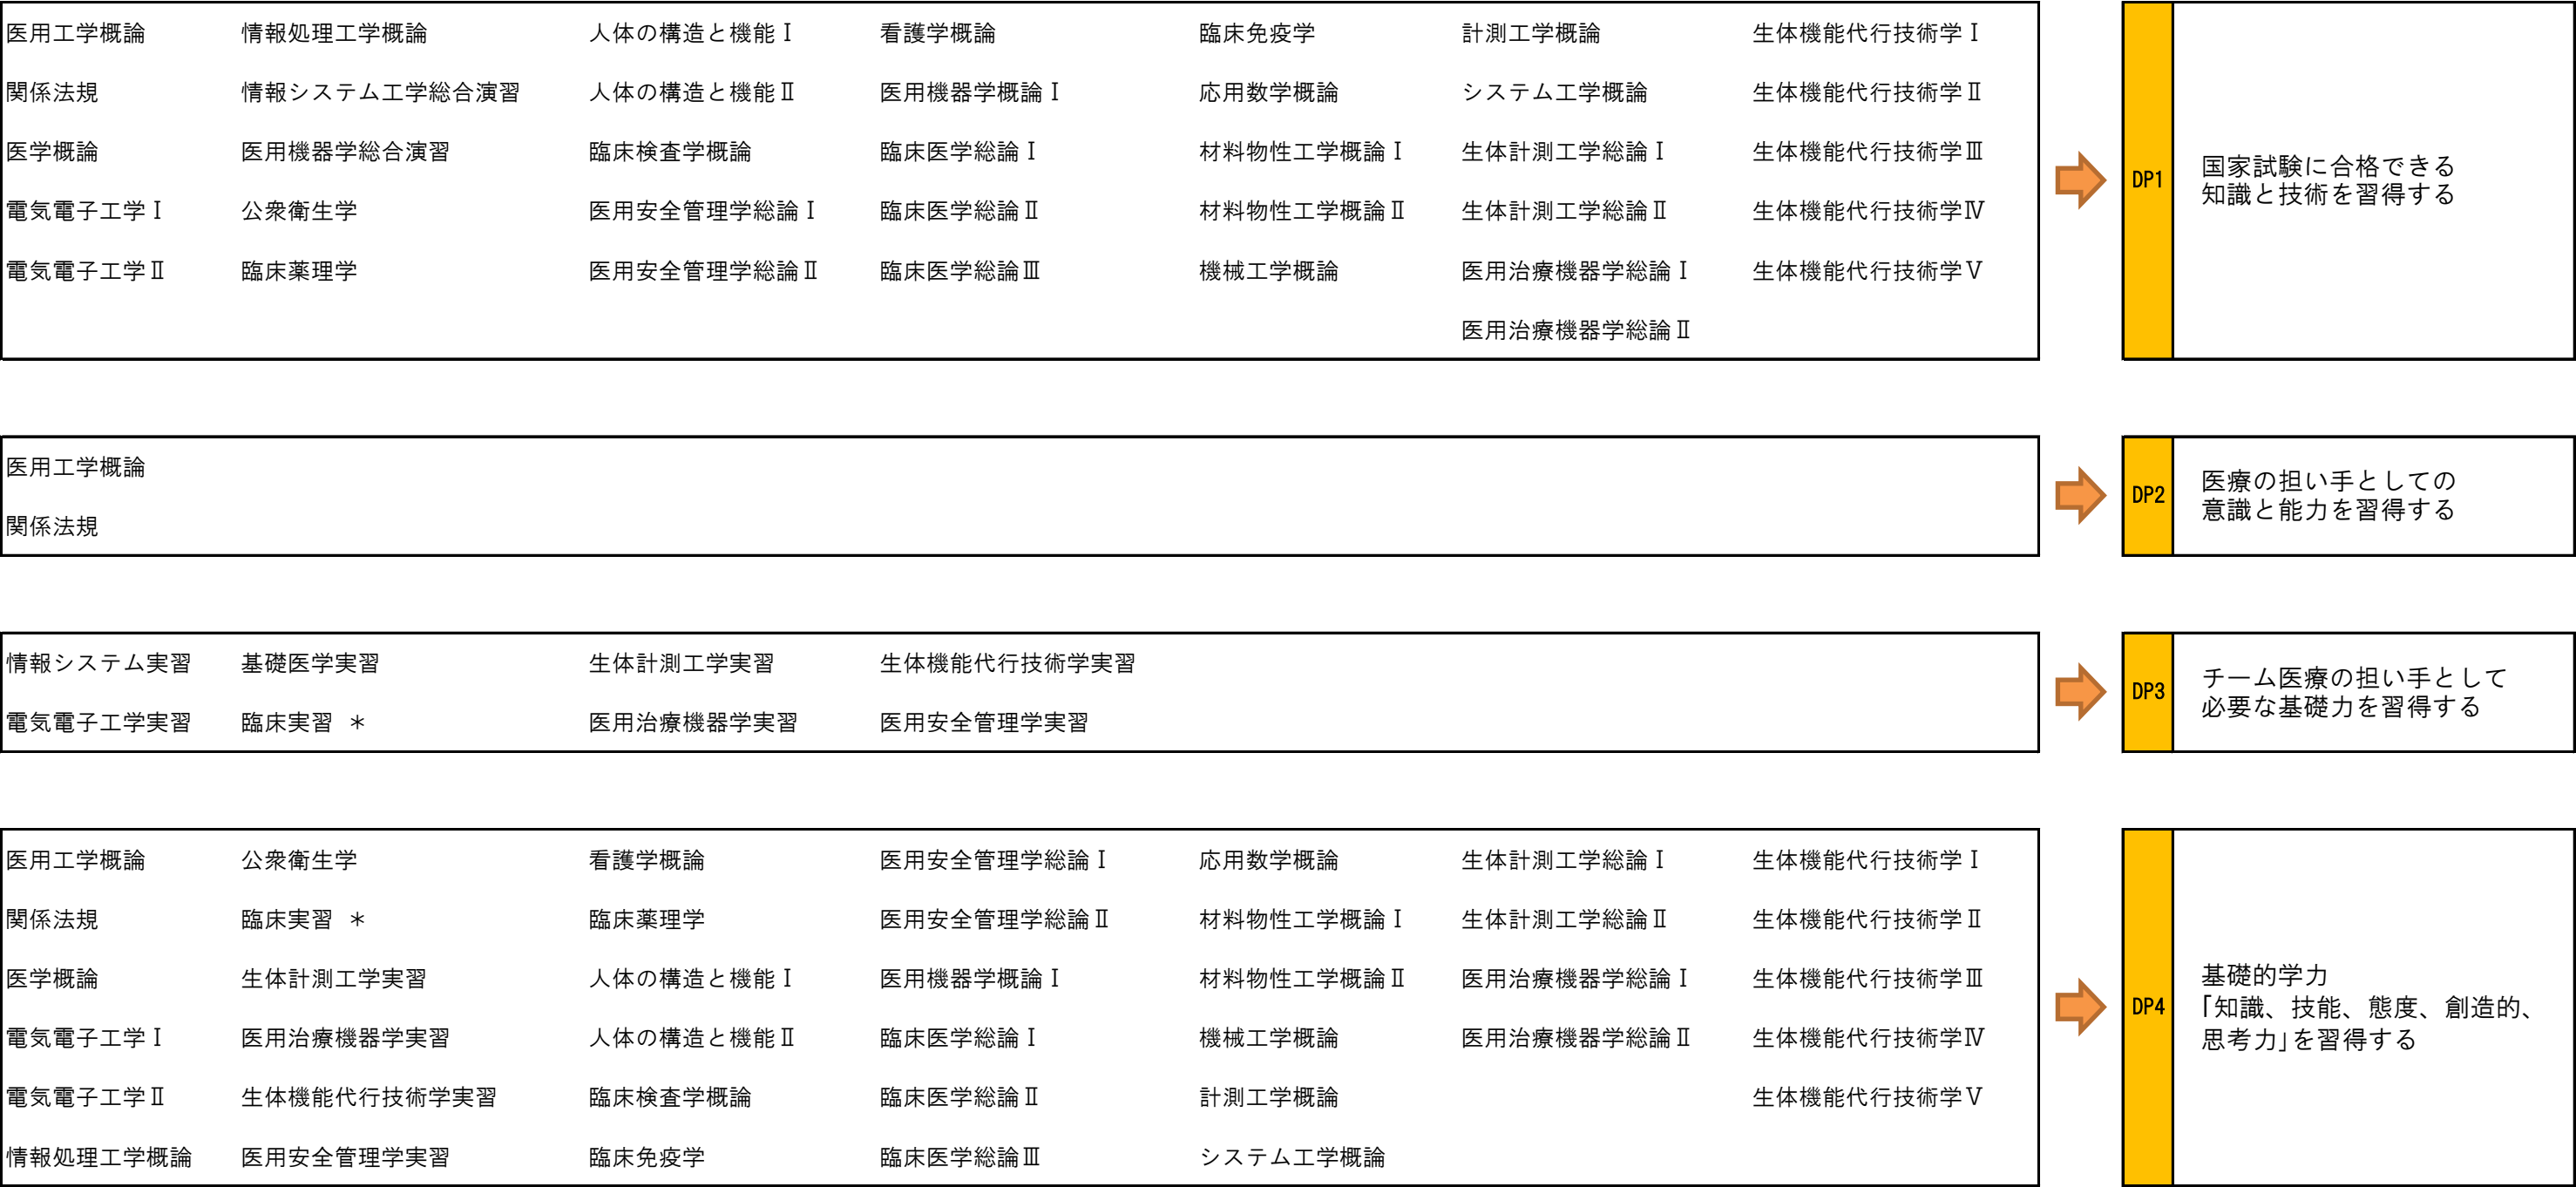 医用工学概論 情報処理工学概論 人体の構造と機能Ⅰ 看護学概論 臨床免疫学 計測工学概論 生体機能代行技術学Ⅰ
関係法規 情報システム工学総合演習 人体の構造と機能Ⅱ 医用機器学概論Ⅰ 応用数学概論 システム工学概論 生体機能代行技術学Ⅱ
医学概論 医用機器学総合演習 臨床検査学概論 臨床医学総論Ⅰ 材料物性工学概論Ⅰ 生体計測工学総論Ⅰ 生体機能代行技術学Ⅲ
電気電子工学Ⅰ 公衆衛生学 医用安全管理学総論Ⅰ 臨床医学総論Ⅱ 材料物性工学概論Ⅱ 生体計測工学総論Ⅱ 生体機能代行技術学Ⅳ
電気電子工学Ⅱ 臨床薬理学 医用安全管理学総論Ⅱ 臨床医学総論Ⅲ 機械工学概論 医用治療機器学総論Ⅰ 生体機能代行技術学Ⅴ
医用治療機器学総論Ⅱ
DP1
国家試験に合格できる
知識と技術を習得する
医用工学概論
関係法規
DP2
医療の担い手としての
意識と能力を習得する
情報システム実習 基礎医学実習 生体計測工学実習 生体機能代行技術学実習
電気電子工学実習 臨床実習 ＊ 医用治療機器学実習 医用安全管理学実習
DP3
チーム医療の担い手として
必要な基礎力を習得する
医用工学概論 公衆衛生学 看護学概論 医用安全管理学総論Ⅰ 応用数学概論 生体計測工学総論Ⅰ 生体機能代行技術学Ⅰ
関係法規 臨床実習 ＊ 臨床薬理学 医用安全管理学総論Ⅱ 材料物性工学概論Ⅰ 生体計測工学総論Ⅱ 生体機能代行技術学Ⅱ
医学概論 生体計測工学実習 人体の構造と機能Ⅰ 医用機器学概論Ⅰ 材料物性工学概論Ⅱ 医用治療機器学総論Ⅰ 生体機能代行技術学Ⅲ
電気電子工学Ⅰ 医用治療機器学実習 人体の構造と機能Ⅱ 臨床医学総論Ⅰ 機械工学概論 医用治療機器学総論Ⅱ 生体機能代行技術学Ⅳ
電気電子工学Ⅱ 生体機能代行技術学実習 臨床検査学概論 臨床医学総論Ⅱ 計測工学概論 生体機能代行技術学Ⅴ
情報処理工学概論 医用安全管理学実習 臨床免疫学 臨床医学総論Ⅲ システム工学概論
DP4
基礎的学力
「知識、技能、態度、創造的、
思考力」を習得する